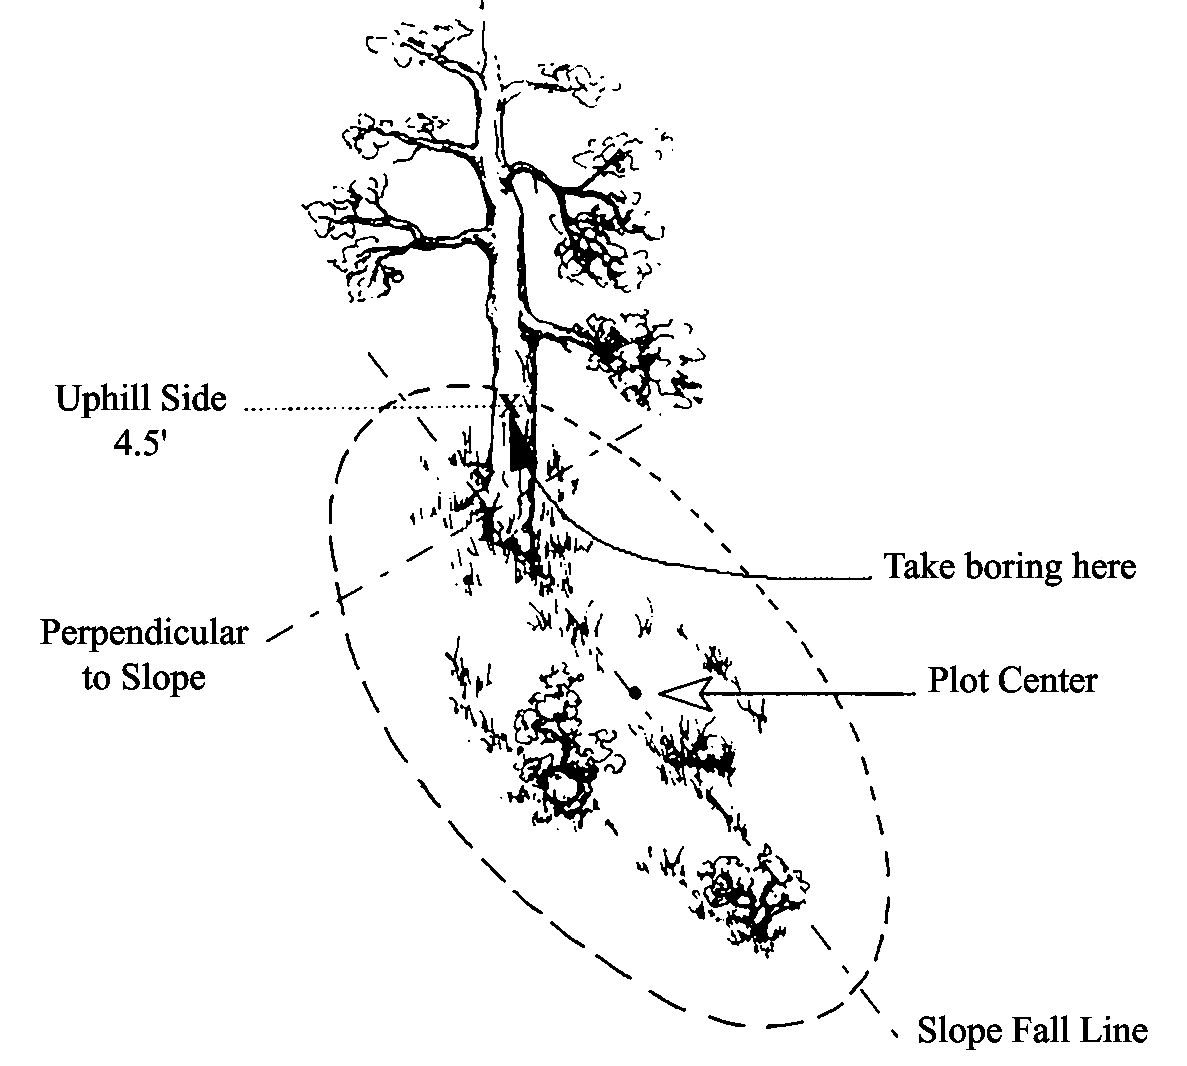 Uphill Side
4.5'
x
Take boring here
Perpendicular
to Slope
Plot Center
Slope Fall Line